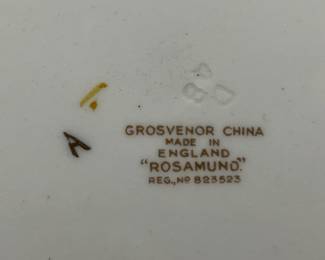 A
GROSVENOR CHINA
MADE IN
ENGLAND
"ROSAMUND."
REG., NO 823523